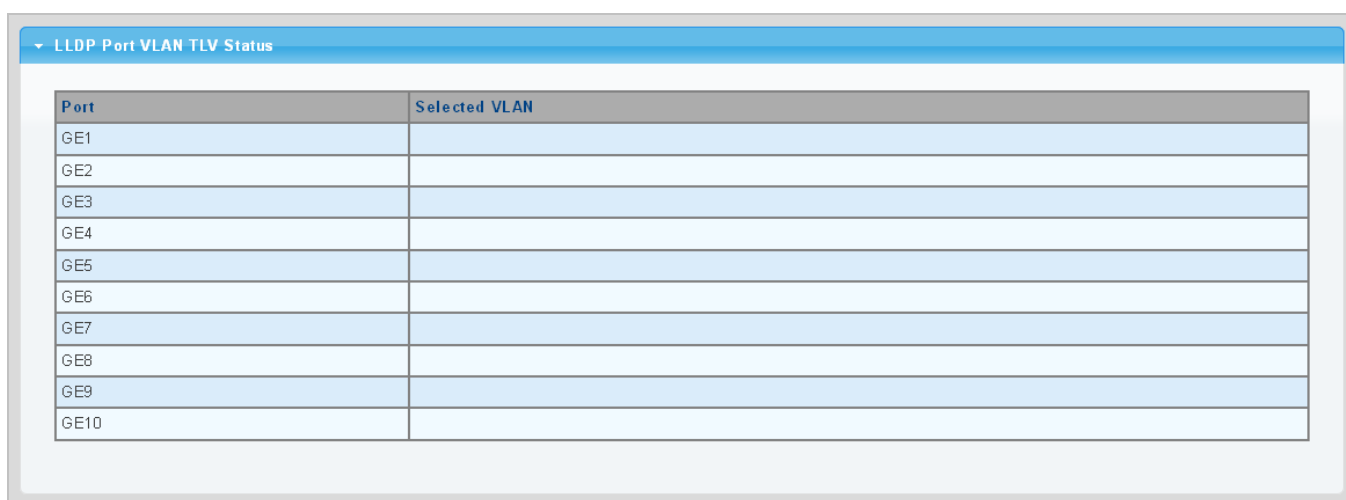 LLDP Port VLAN TLV Status
Port Selected VLAN
GE1
GE2
GE3
GE4
GE5
GE6
GE7
GE8
GE9
GE10